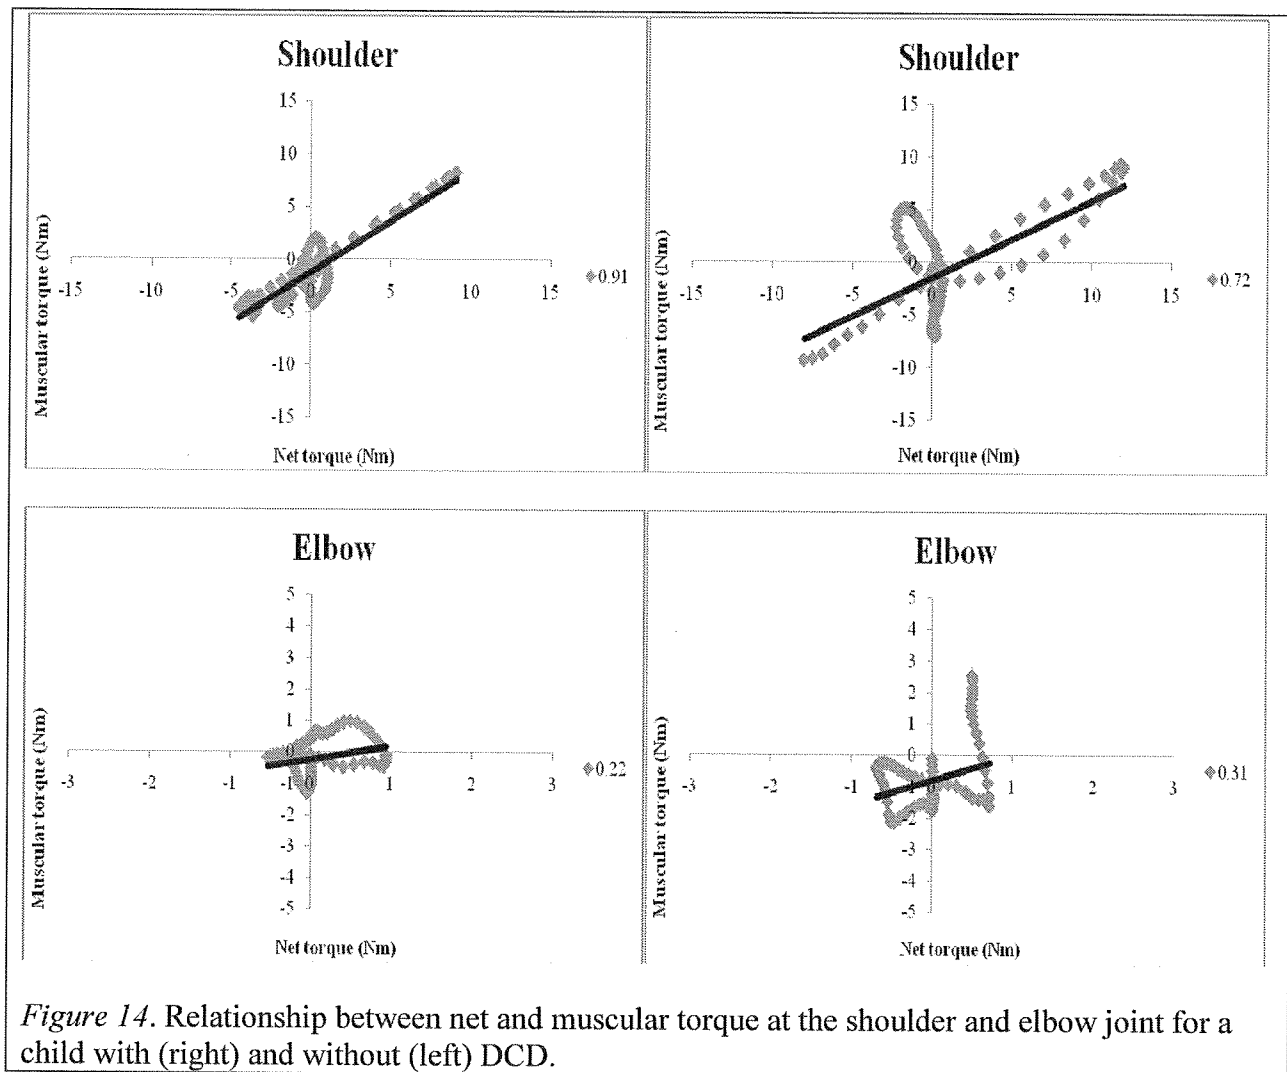 Shoulder
15
10
5
0
-15 -10 -5 0 5 10 15
-5
-10
-15
Muscular torque (Nm)
Net torque (Nm)
0.91
Shoulder
15
10
5
0
-15 -10 -5 0 5 10 15
-5
-10
-15
Muscular torque (Nm)
Net torque (Nm)
0.72
Elbow
5
4
3
2
1
0
-3 -2 -1 0 1 2 3
-1
-2
-3
-4
-5
Muscular torque (Nm)
Net torque (Nm)
0.22
Elbow
5
4
3
2
1
0
-3 -2 -1 0 1 2 3
-1
-2
-3
-4
-5
Muscular torque (Nm)
Net torque (Nm)
0.31
Figure 14. Relationship between net and muscular torque at the shoulder and elbow joint for a
child with (right) and without (left) DCD.